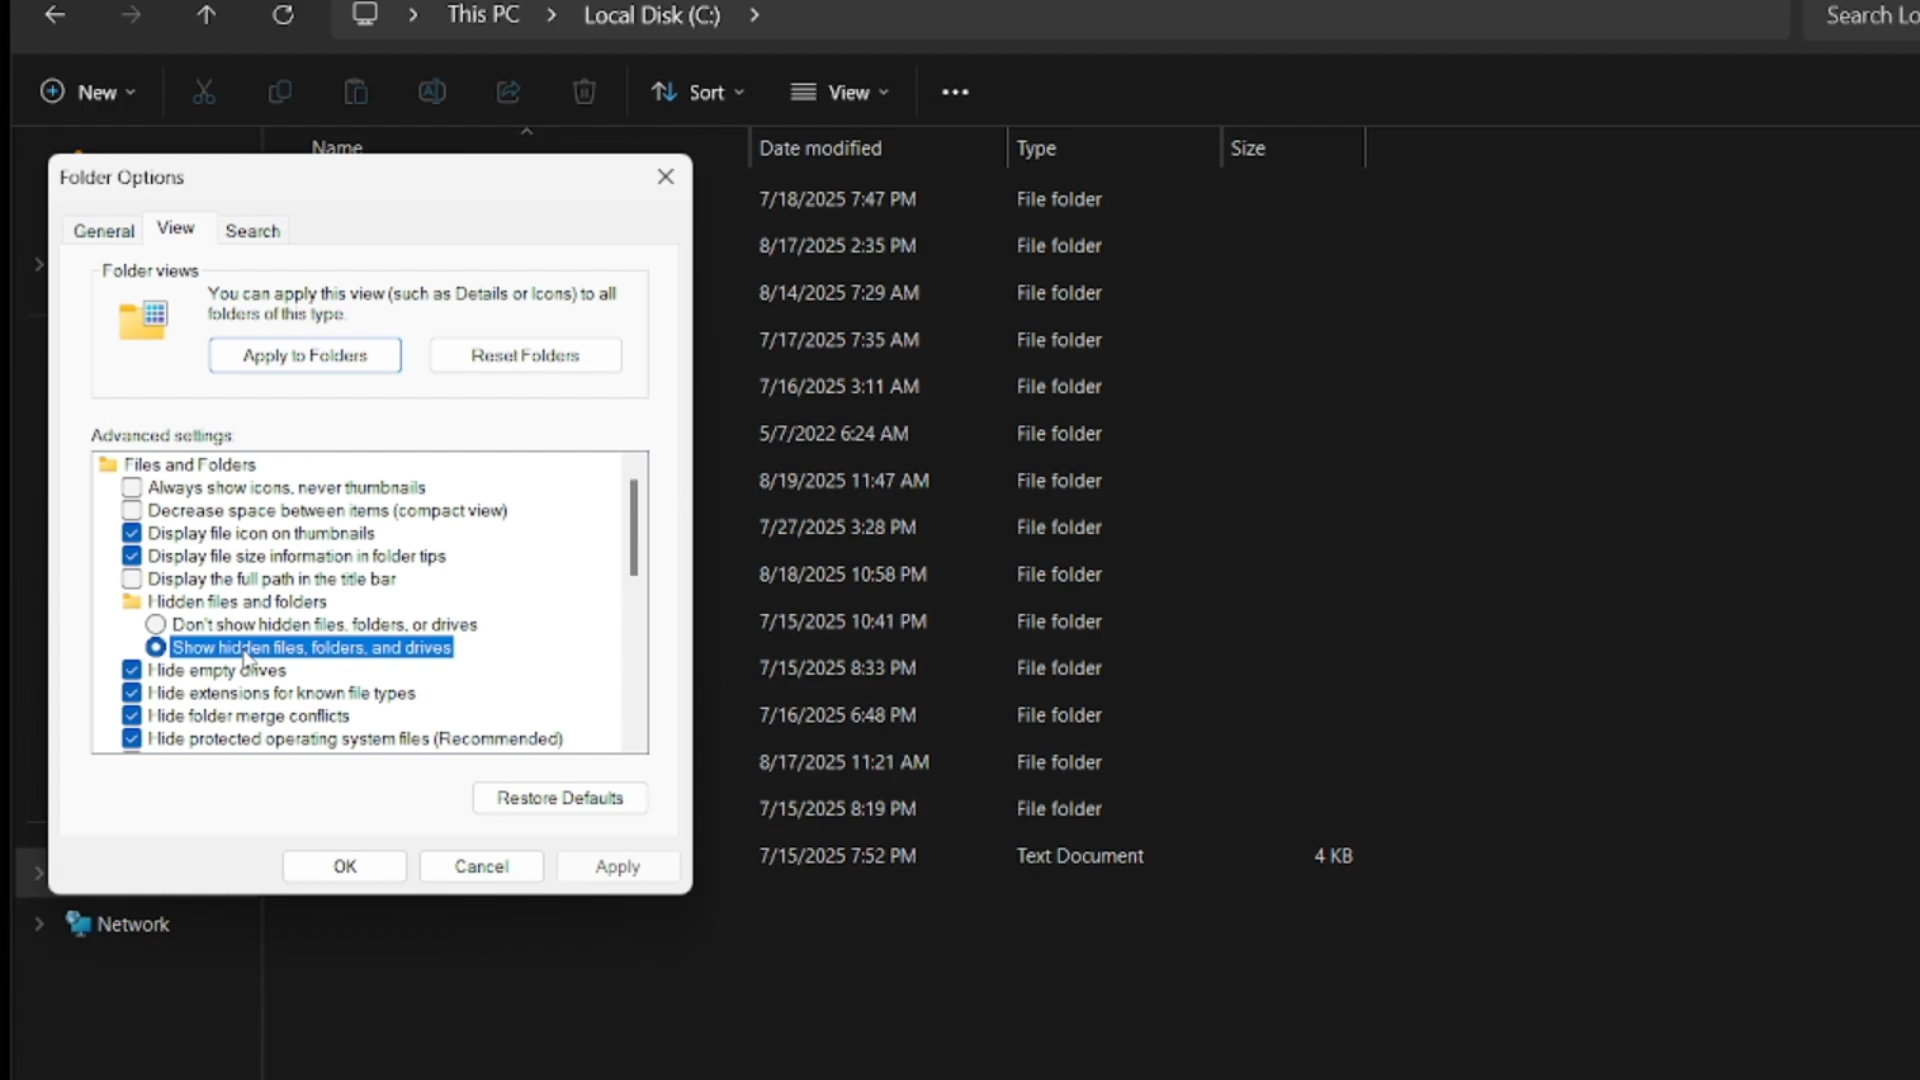 This PC
Local Disk (C:)
Search Lo
New
Sort
View
Name
Date modified
Type
Size
Folder Options
General
View
Search
Folder views
You can apply this view (such as Details or Icons) to all
folders of this type.
Apply to Folders
Reset Folders
Advanced settings:
Files and Folders
Always show icons, never thumbnails
Decrease space between items (compact view)
Display file icon on thumbnails
Display file size information in folder tips
Display the full path in the title bar
Hidden files and folders
Don't show hidden files, folders, or drives
Show hidden files, folders, and drives
Hide empty drives
Hide extensions for known file types
Hide folder merge conflicts
Hide protected operating system files (Recommended)
Restore Defaults
OK
Cancel
Apply
7/18/2025 7:47 PM File folder
8/17/2025 2:35 PM File folder
8/14/2025 7:29 AM File folder
7/17/2025 7:35 AM File folder
7/16/2025 3:11 AM File folder
5/7/2022 6:24 AM File folder
8/19/2025 11:47 AM File folder
7/27/2025 3:28 PM File folder
8/18/2025 10:58 PM File folder
7/15/2025 10:41 PM File folder
7/15/2025 8:33 PM File folder
7/16/2025 6:48 PM File folder
8/17/2025 11:21 AM File folder
7/15/2025 8:19 PM File folder
7/15/2025 7:52 PM Text Document 4 KB
Network